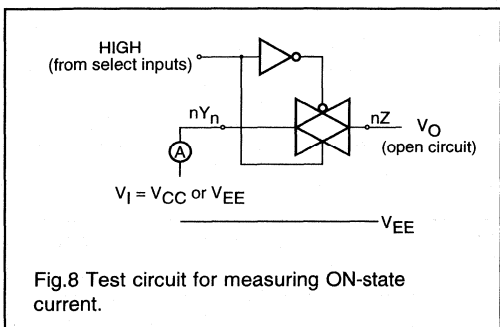 HIGH
(from select inputs)
nYn
nZ
VO
(open circuit)
A
VI = VCC or VEE
VEE
Fig.8 Test circuit for measuring ON-state
current.